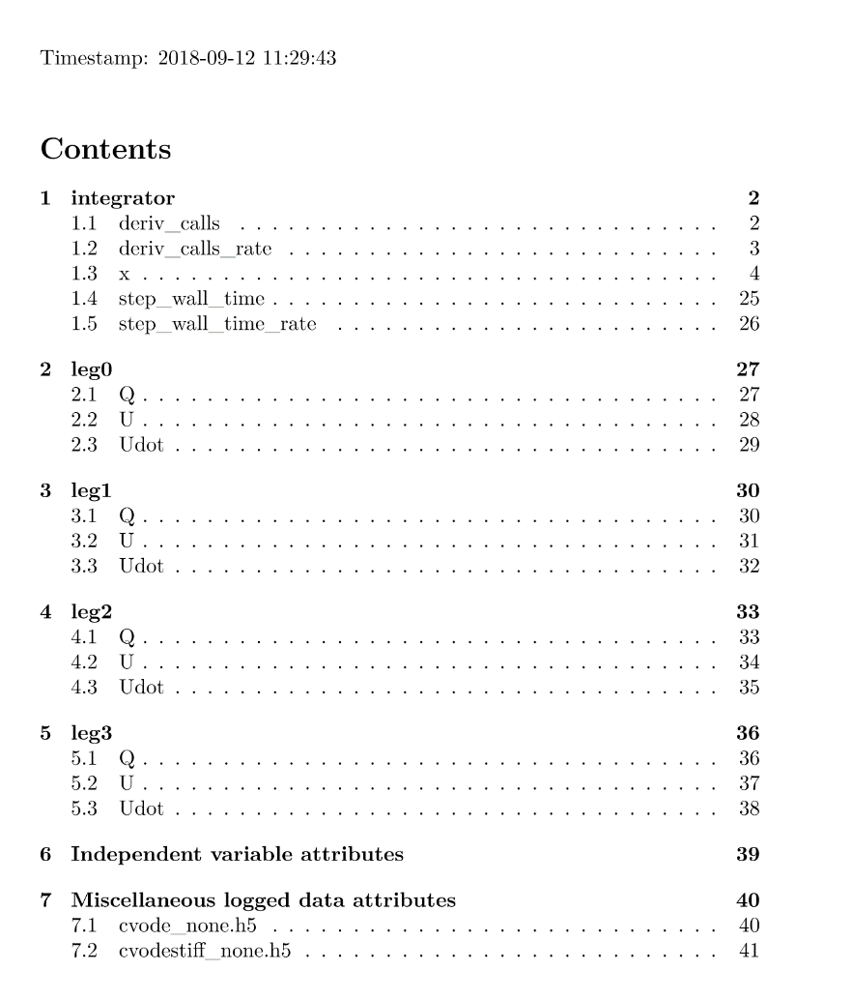 Timestamp: 2018-09-12 11:29:43
Contents
1 integrator 2
1.1 deriv_calls . . . . . . . . . . . . . . . . . . . . . . . . . . . . . . 2
1.2 deriv_calls_rate . . . . . . . . . . . . . . . . . . . . . . . . . . . 3
1.3 x . . . . . . . . . . . . . . . . . . . . . . . . . . . . . . . . . . . . 4
1.4 step_wall_time . . . . . . . . . . . . . . . . . . . . . . . . . . . . 25
1.5 step_wall_time_rate . . . . . . . . . . . . . . . . . . . . . . . . 26
2 leg0 27
2.1 Q . . . . . . . . . . . . . . . . . . . . . . . . . . . . . . . . . . . . 27
2.2 U . . . . . . . . . . . . . . . . . . . . . . . . . . . . . . . . . . . . 28
2.3 Udot . . . . . . . . . . . . . . . . . . . . . . . . . . . . . . . . . . 29
3 leg1 30
3.1 Q . . . . . . . . . . . . . . . . . . . . . . . . . . . . . . . . . . . . 30
3.2 U . . . . . . . . . . . . . . . . . . . . . . . . . . . . . . . . . . . . 31
3.3 Udot . . . . . . . . . . . . . . . . . . . . . . . . . . . . . . . . . . 32
4 leg2 33
4.1 Q . . . . . . . . . . . . . . . . . . . . . . . . . . . . . . . . . . . . 33
4.2 U . . . . . . . . . . . . . . . . . . . . . . . . . . . . . . . . . . . . 34
4.3 Udot . . . . . . . . . . . . . . . . . . . . . . . . . . . . . . . . . . 35
5 leg3 36
5.1 Q . . . . . . . . . . . . . . . . . . . . . . . . . . . . . . . . . . . . 36
5.2 U . . . . . . . . . . . . . . . . . . . . . . . . . . . . . . . . . . . . 37
5.3 Udot . . . . . . . . . . . . . . . . . . . . . . . . . . . . . . . . . . 38
6 Independent variable attributes 39
7 Miscellaneous logged data attributes 40
7.1 cvode_none.h5 . . . . . . . . . . . . . . . . . . . . . . . . . . . . 40
7.2 cvodestiff_none.h5 . . . . . . . . . . . . . . . . . . . . . . . . . . 41